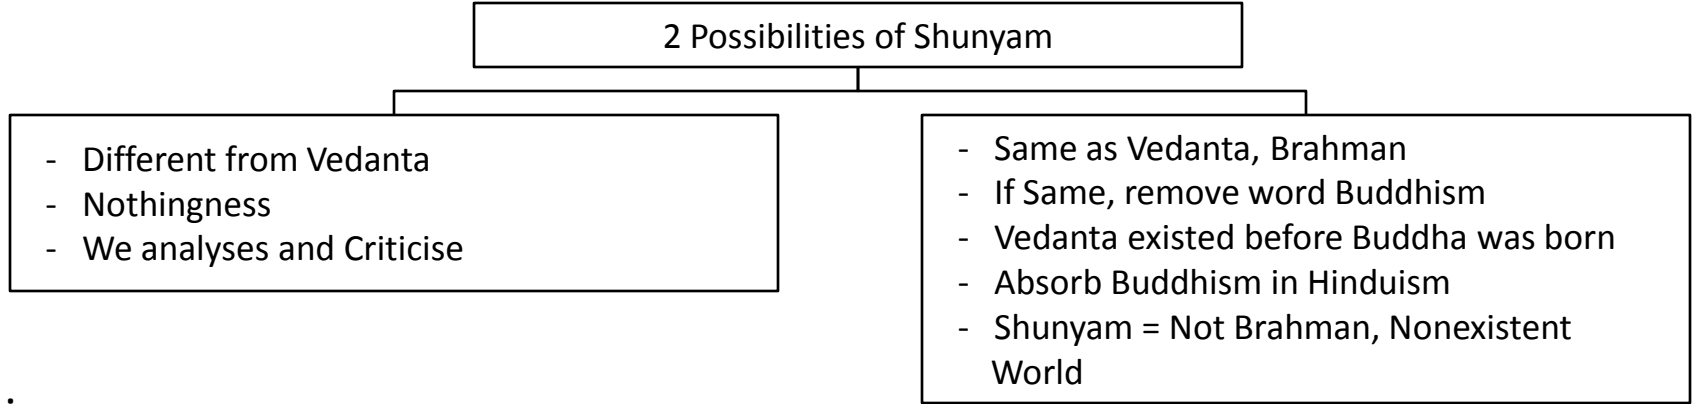 2 Possibilities of Shunyam
- Different from Vedanta
- Nothingness
- We analyses and Criticise
- Same as Vedanta, Brahman
- If Same, remove word Buddhism
- Vedanta existed before Buddha was born
- Absorb Buddhism in Hinduism
- Shunyam = Not Brahman, Nonexistent
World
.